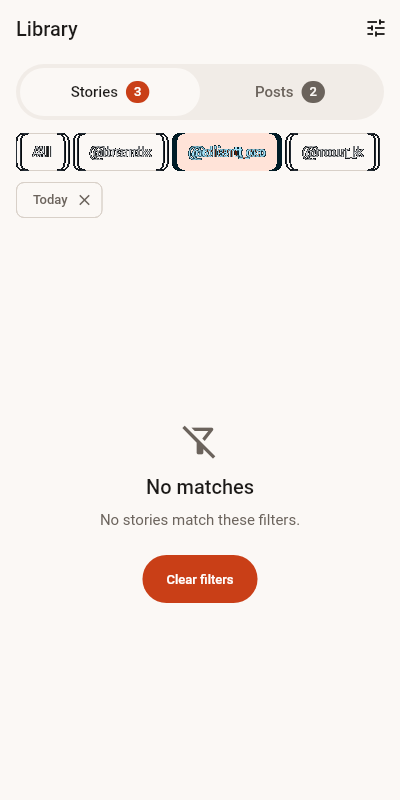 Library
Stories 3 Posts 2
All
Today
No matches
No stories match these filters.
Clear filters